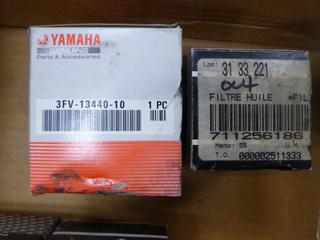 YAMAHA
GENUINE
Parts & Accessories
3FV-13440-10 1 PC
Loc: 31 33 221
004
FILTRE HUILE *FIL
711256186
Memo: SS U.M.
T.O. 000002511333